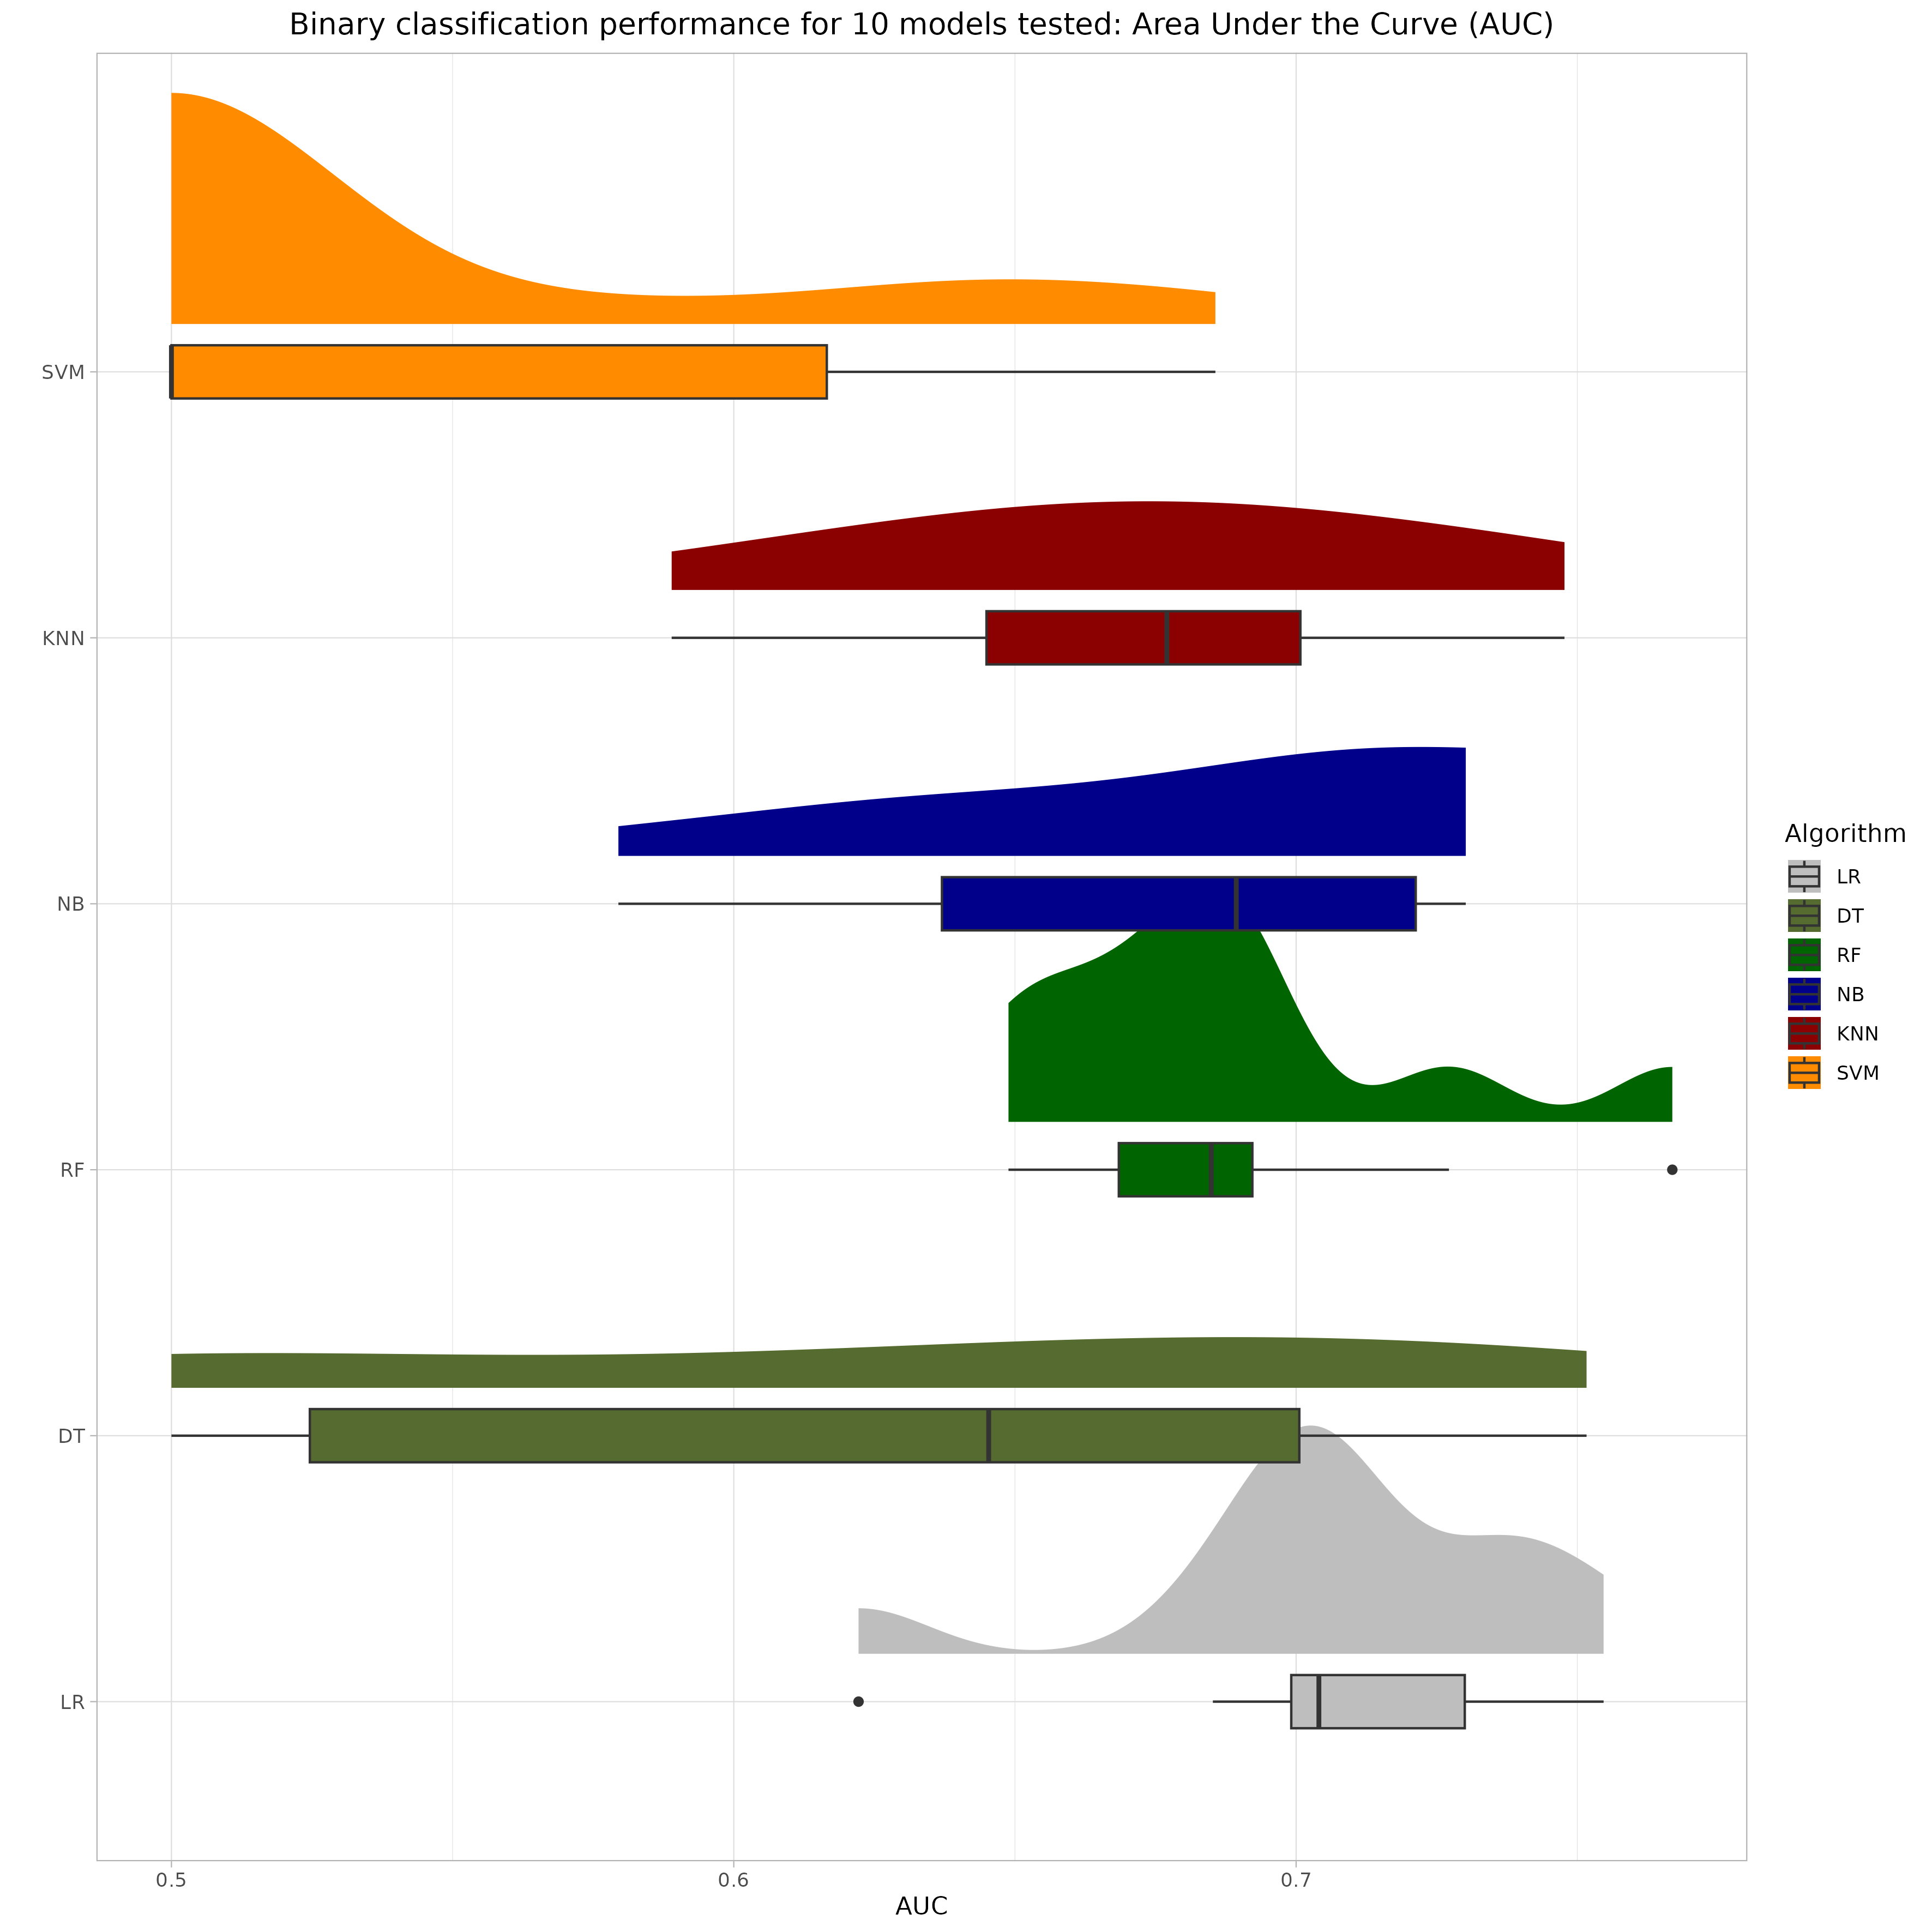 Binary classification performance for 10 models tested: Area Under the Curve (AUC)
SVM
KNN
NB
RF
DT
LR
0.5
0.6
0.7
AUC
Algorithm
LR
DT
RF
NB
KNN
SVM